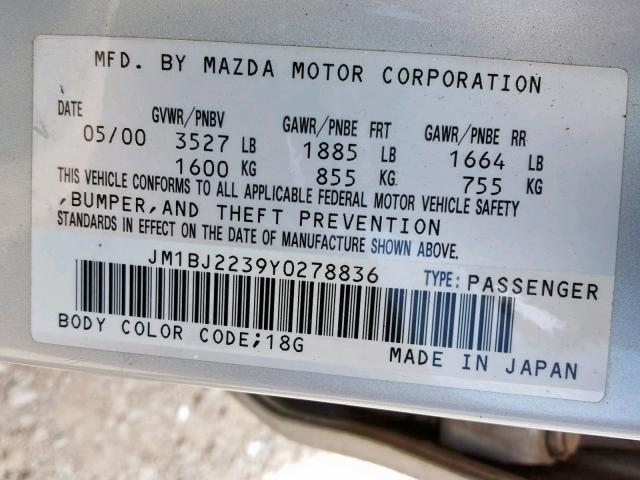 MFD. BY MAZDA MOTOR CORPORATION
DATE GVWR/PNBV GAWR/PNBE FRT GAWR/PNBE RR
05/00 3527 LB 1885 LB 1664 LB
1600 KG 855 KG 755 KG
THIS VEHICLE CONFORMS TO ALL APPLICABLE FEDERAL MOTOR VEHICLE SAFETY
,BUMPER,AND THEFT PREVENTION
STANDARDS IN EFFECT ON THE DATE OF MANUFACTURE SHOWN ABOVE.
JM1BJ2239Y0278836 TYPE: PASSENGER
BODY COLOR CODE;18G MADE IN JAPAN